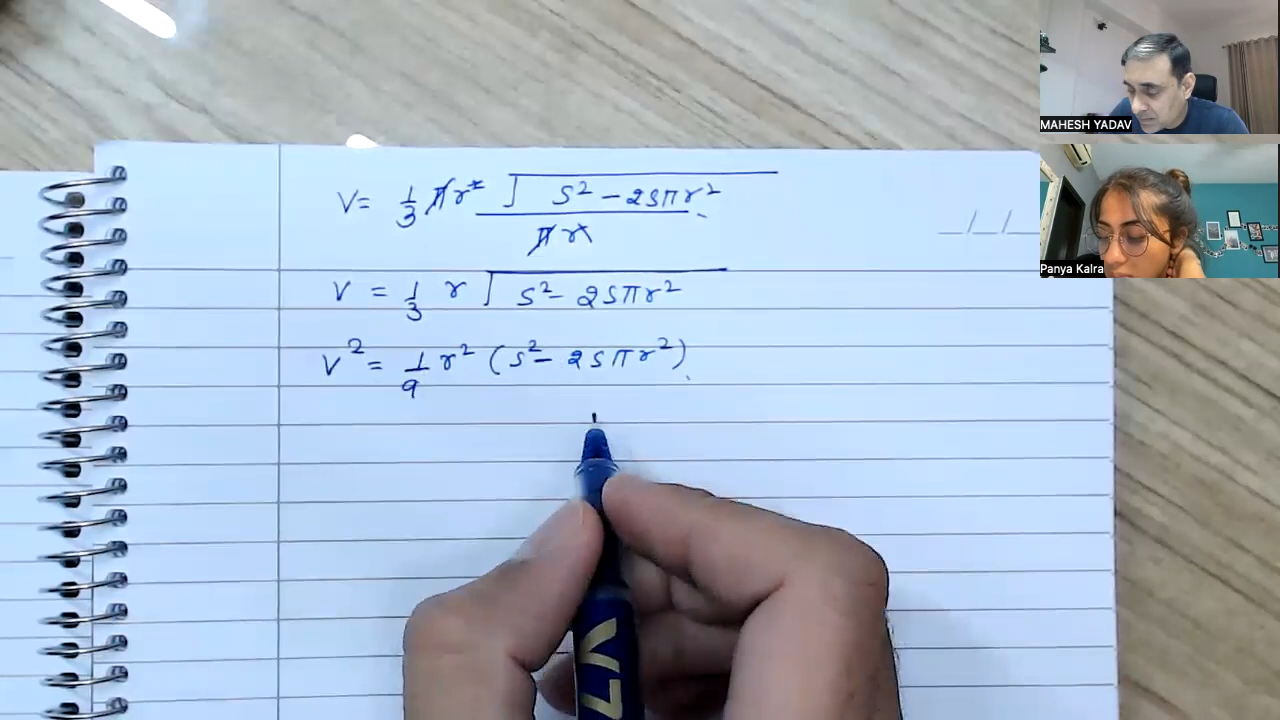 V = 1/3 πr² √(S² − 2Sπr²)
πr
V = 1/3 r √(S² − 2Sπr²)
V² = 1/9 r² (S² − 2Sπr²).
_/_/_
V7
MAHESH YADAV
Panya Kalra